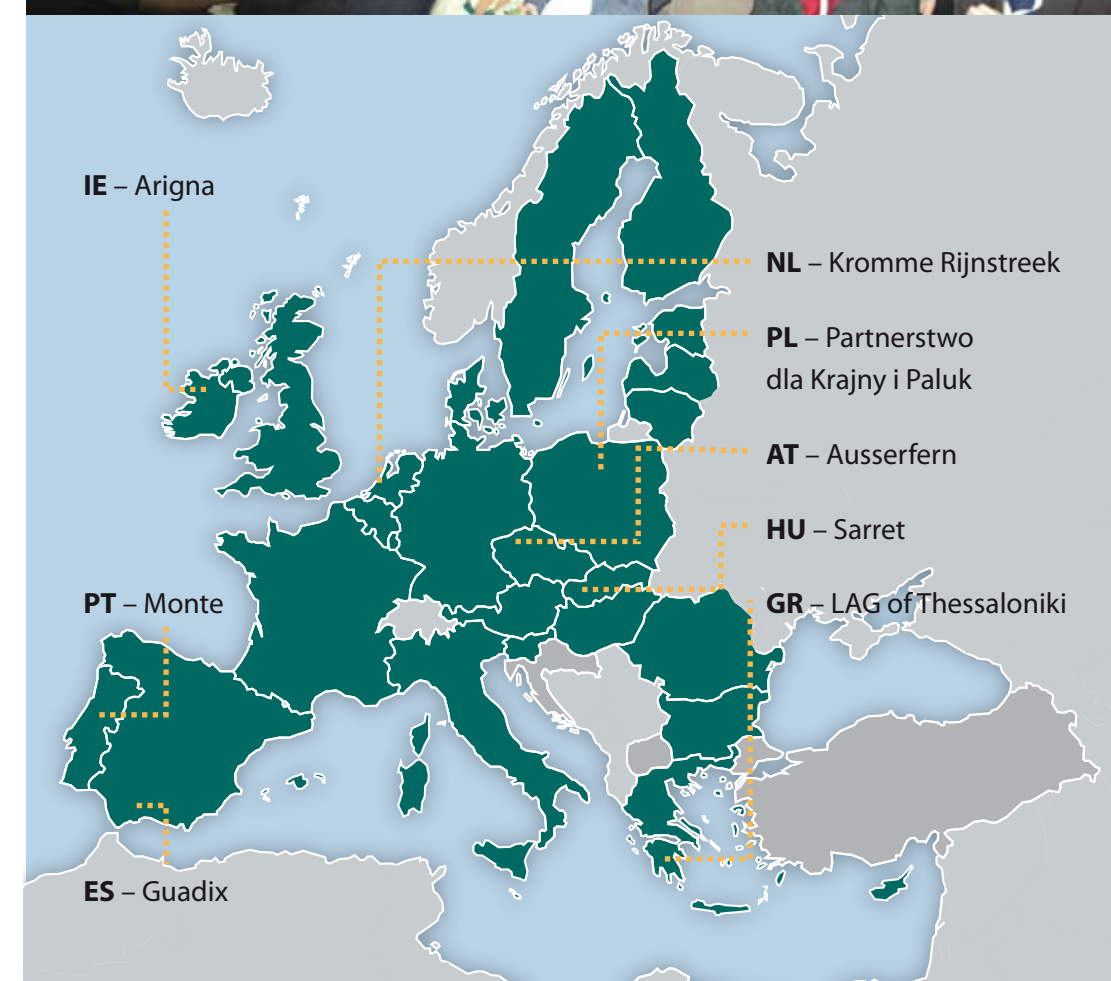 IE – Arigna
NL – Kromme Rijnstreek
PL – Partnerstwo
dla Krajny i Paluk
AT – Ausserfern
HU – Sarret
PT – Monte
GR – LAG of Thessaloniki
ES – Guadix